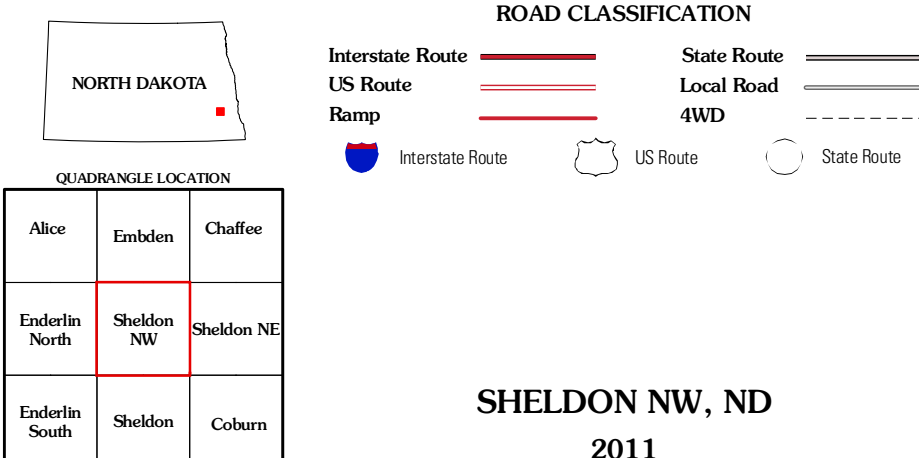 NORTH DAKOTA
QUADRANGLE LOCATION
ROAD CLASSIFICATION
Interstate Route
State Route
US Route
Local Road
Ramp
4WD
Interstate Route
US Route
State Route
Alice
Embden
Chaffee
Enderlin
North
Sheldon
NW
Sheldon NE
Enderlin
South
Sheldon
Coburn
SHELDON NW, ND
2011